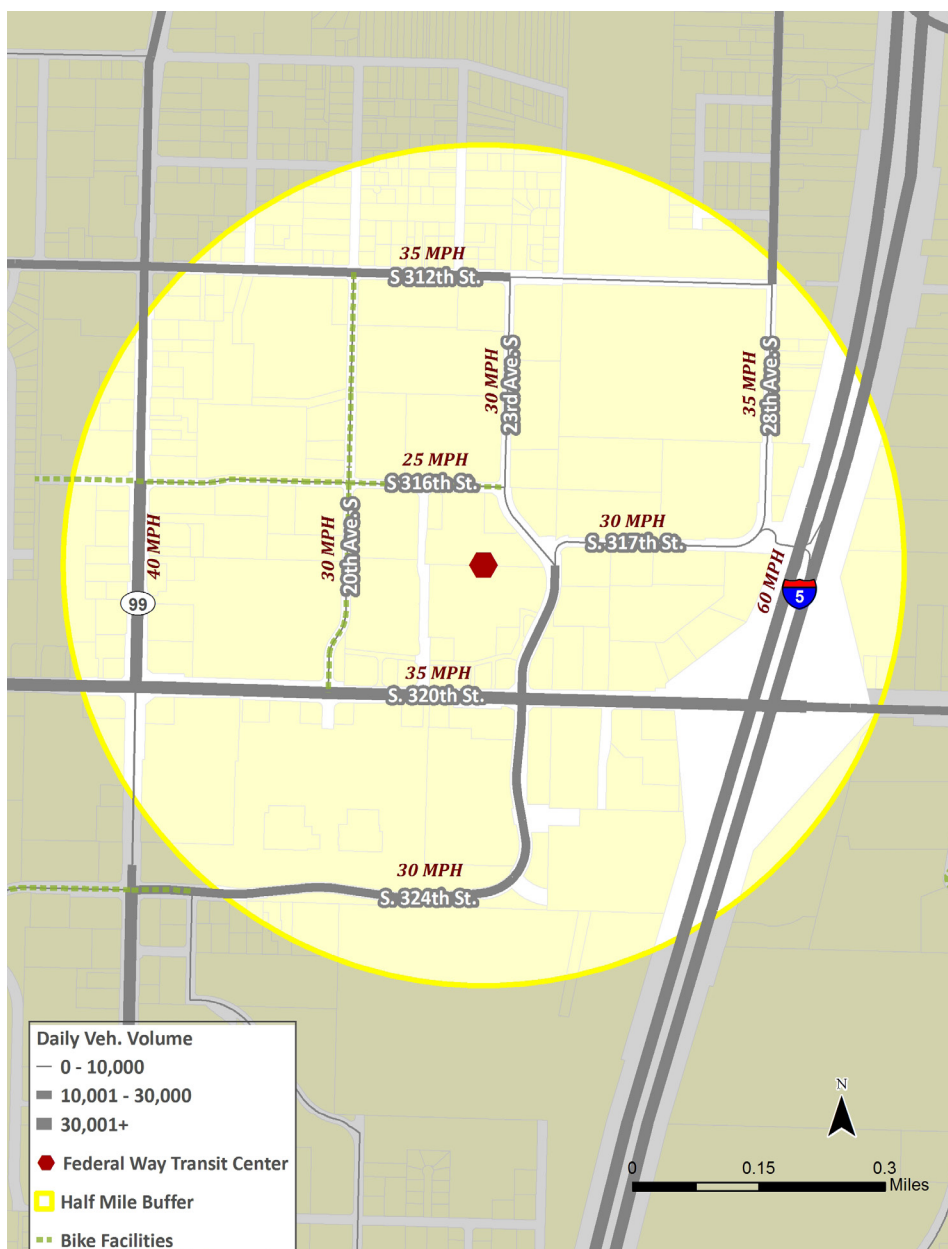 35 MPH
S 312th St.
30 MPH
23rd Ave. S
35 MPH
28th Ave. S
25 MPH
S 316th St.
40 MPH
30 MPH
20th Ave. S
30 MPH
S. 317th St.
60 MPH
5
99
35 MPH
S. 320th St.
30 MPH
S. 324th St.
Daily Veh. Volume
0 - 10,000
10,001 - 30,000
30,001+
Federal Way Transit Center
Half Mile Buffer
Bike Facilities
N
0 0.15 0.3
Miles